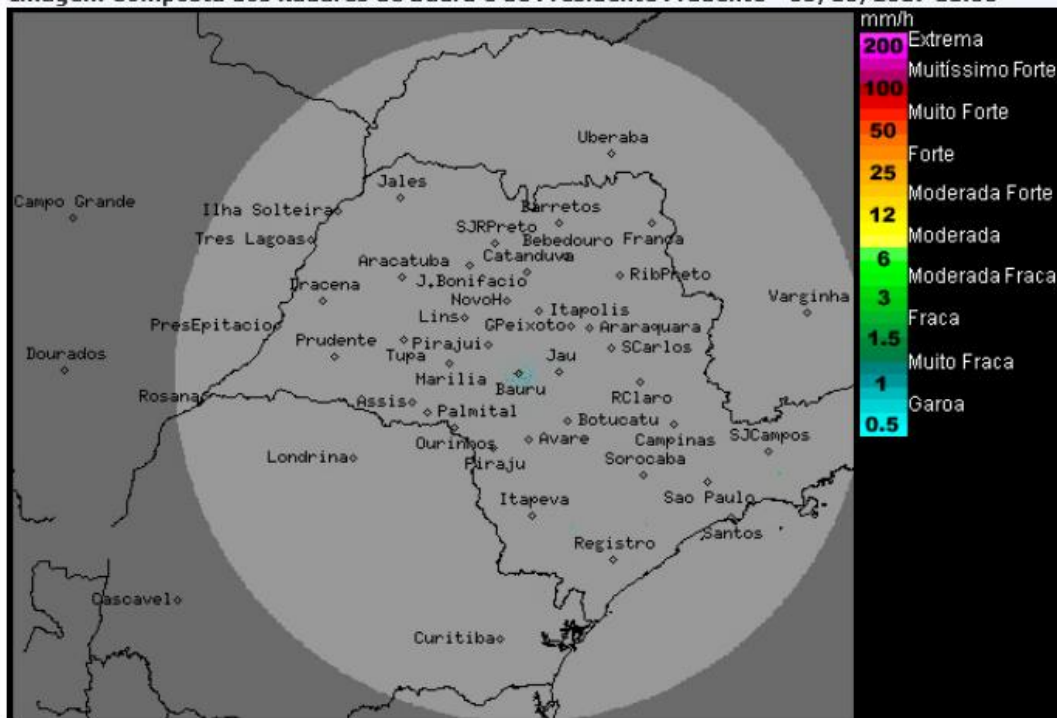 mm/h
200 Extrema
Muitíssimo Forte
100
Muito Forte
50
Forte
25
Moderada Forte
12
Moderada
6
Moderada Fraca
3
Fraca
1.5
Muito Fraca
1
Garoa
0.5
Uberaba
Jales
Campo Grande
Ilha Solteira
Barretos
SJRPreto
Tres Lagoas
Bebedouro
Franca
Aracatuba
Catanduva
J.Bonifacio
RibPreto
Dracena
NovoH
Varginha
Itapolis
Lins
GPeixoto
Araraquara
PresEpitacio
Prudente
Pirajui
SCarlos
Dourados
Tupa
Jau
Marilia
Bauru
RClaro
Rosana
Assis
Palmital
Botucatu
Campinas
SJCampos
Ourinhos
Avare
Londrina
Piraju
Sorocaba
Itapeva
Sao Paulo
Santos
Registro
Cascavel
Curitiba